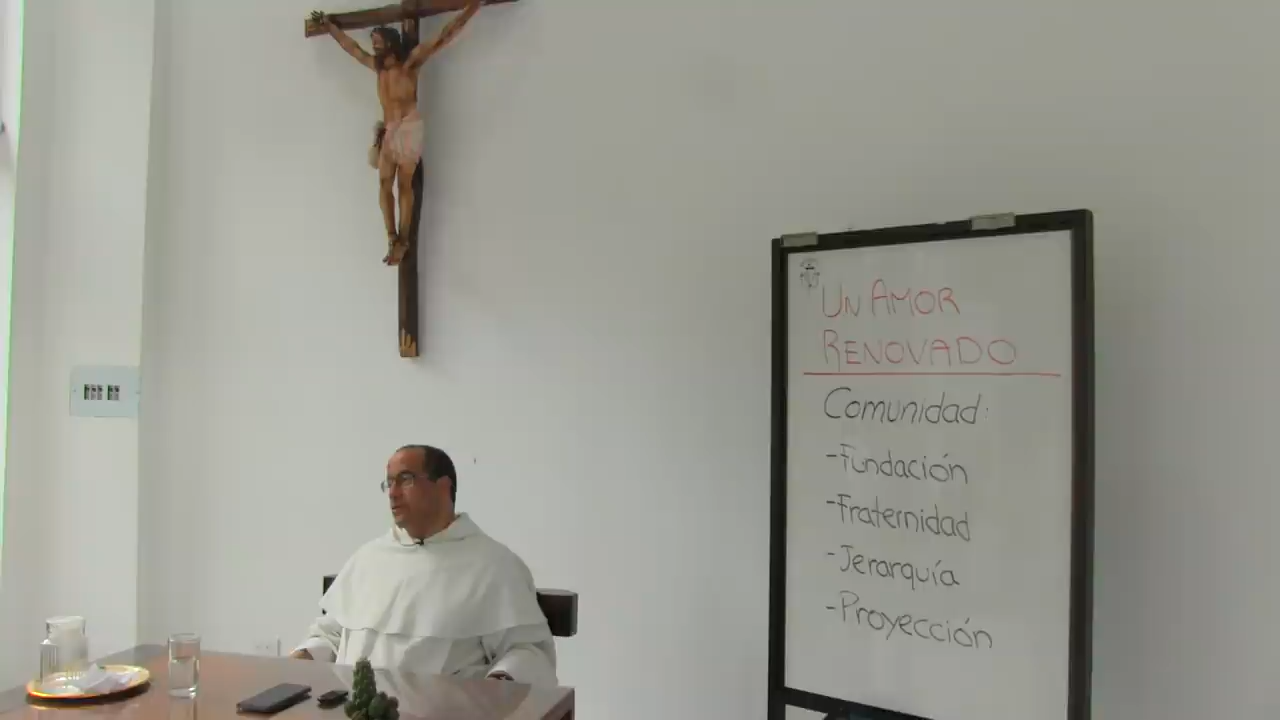 UN AMOR
RENOVADO
Comunidad:
-Fundación
-Fraternidad
-Jerarquía
-Proyección